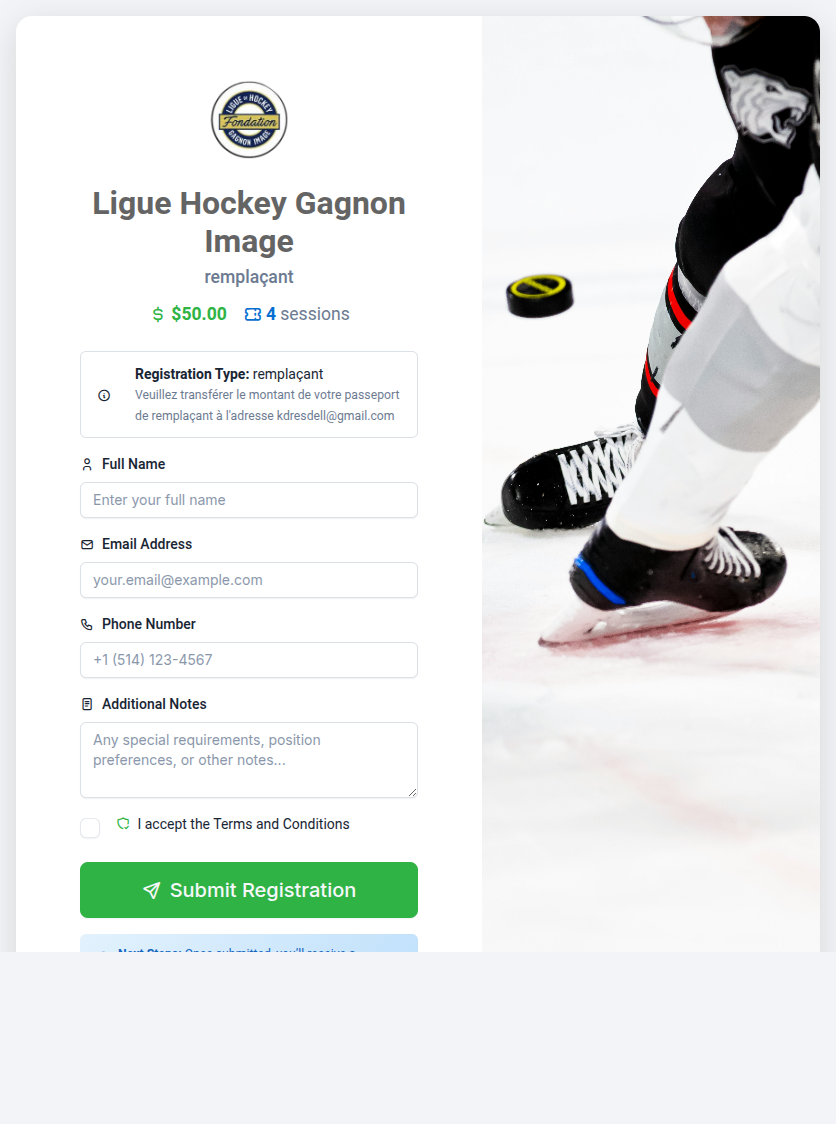 LIGUE DE HOCKEY
Fondation
GAGNON IMAGE
Ligue Hockey Gagnon
Image
remplaçant
$50.00 4 sessions
Registration Type: remplaçant
Veuillez transférer le montant de votre passeport
de remplaçant à l'adresse kdresdell@gmail.com
Full Name
Enter your full name
Email Address
your.email@example.com
Phone Number
+1 (514) 123-4567
Additional Notes
Any special requirements, position
preferences, or other notes...
I accept the Terms and Conditions
Submit Registration
Next Steps: Once submitted, you'll receive a